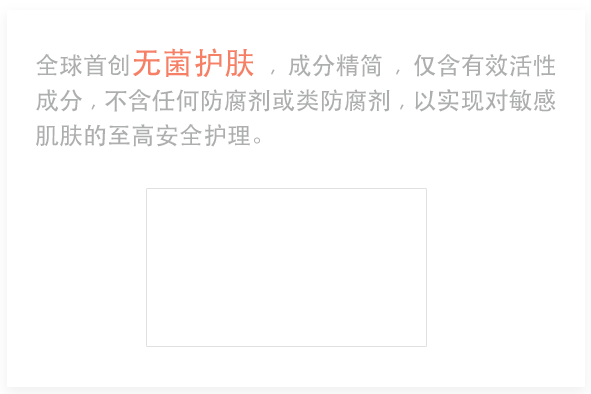 全球首创无菌护肤，成分精简，仅含有效活性
成分，不含任何防腐剂或类防腐剂，以实现对敏感
肌肤的至高安全护理。